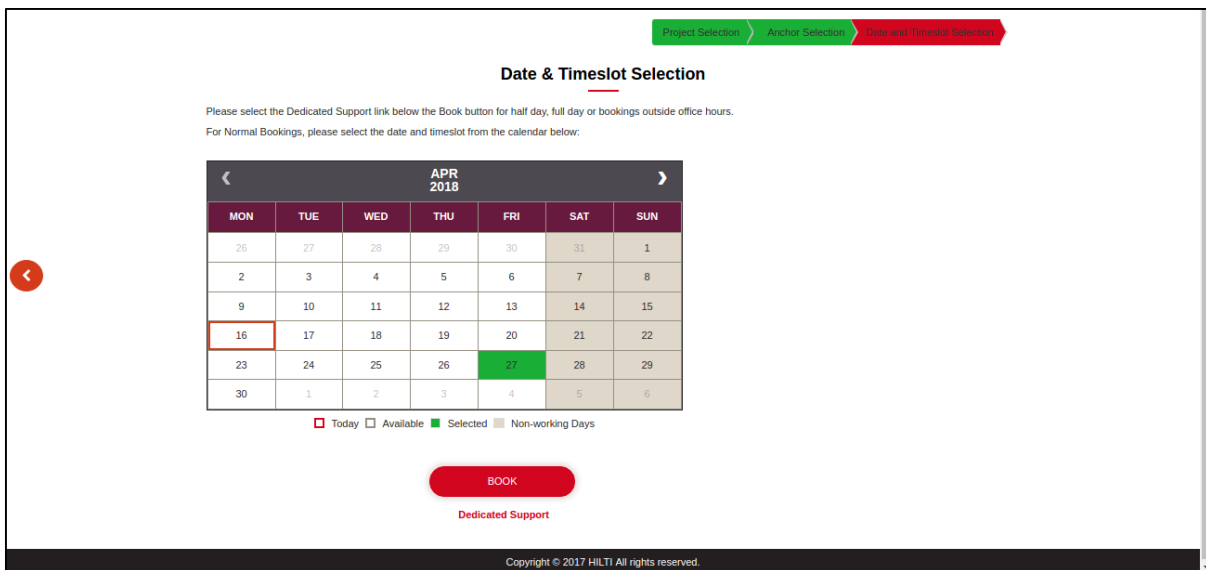 Project Selection Anchor Selection Date and Timeslot Selection
Date & Timeslot Selection
Please select the Dedicated Support link below the Book button for half day, full day or bookings outside office hours.
For Normal Bookings, please select the date and timeslot from the calendar below:
APR
2018
MON TUE WED THU FRI SAT SUN
26 27 28 29 30 31 1
2 3 4 5 6 7 8
9 10 11 12 13 14 15
16 17 18 19 20 21 22
23 24 25 26 27 28 29
30 1 2 3 4 5 6
Today Available Selected Non-working Days
BOOK
Dedicated Support
Copyright © 2017 HILTI All rights reserved.